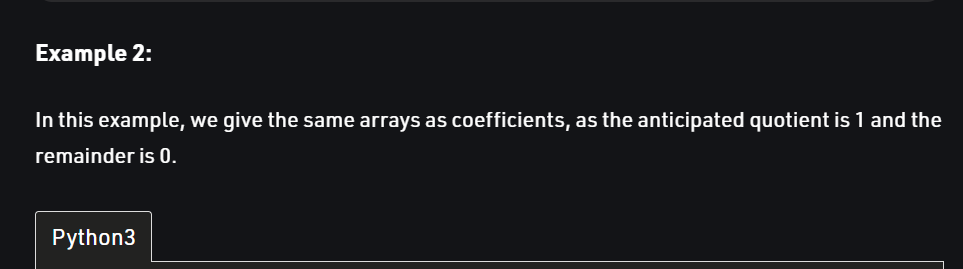 Example 2:
In this example, we give the same arrays as coefficients, as the anticipated quotient is 1 and the
remainder is 0.
Python3